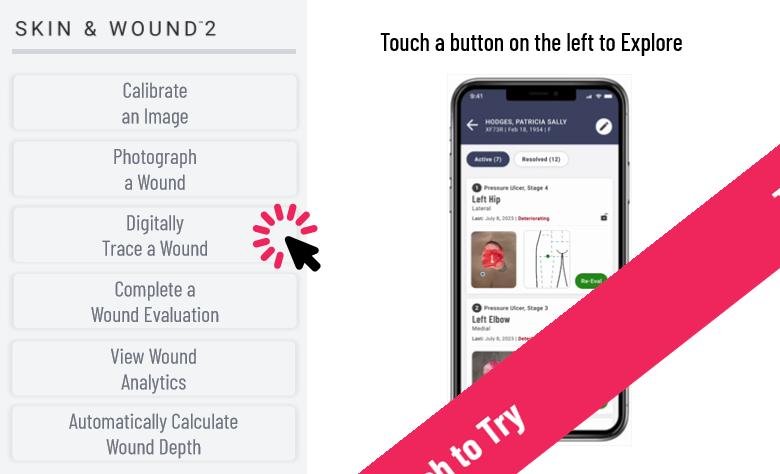 SKIN & WOUND™2
Calibrate
an Image
Photograph
a Wound
Digitally
Trace a Wound
Complete a
Wound Evaluation
View Wound
Analytics
Automatically Calculate
Wound Depth
Touch a button on the left to Explore
9:41
HODGES, PATRICIA SALLY
XF73R | Feb 18, 1954 | F
Active (7) Resolved (12)
1 Pressure Ulcer, Stage 4
Left Hip
Lateral
Last: July 8, 2023 | Deteriorating
Re-Eval
2 Pressure Ulcer, Stage 3
Left Elbow
Medial
Last: July 8, 2023
to Try